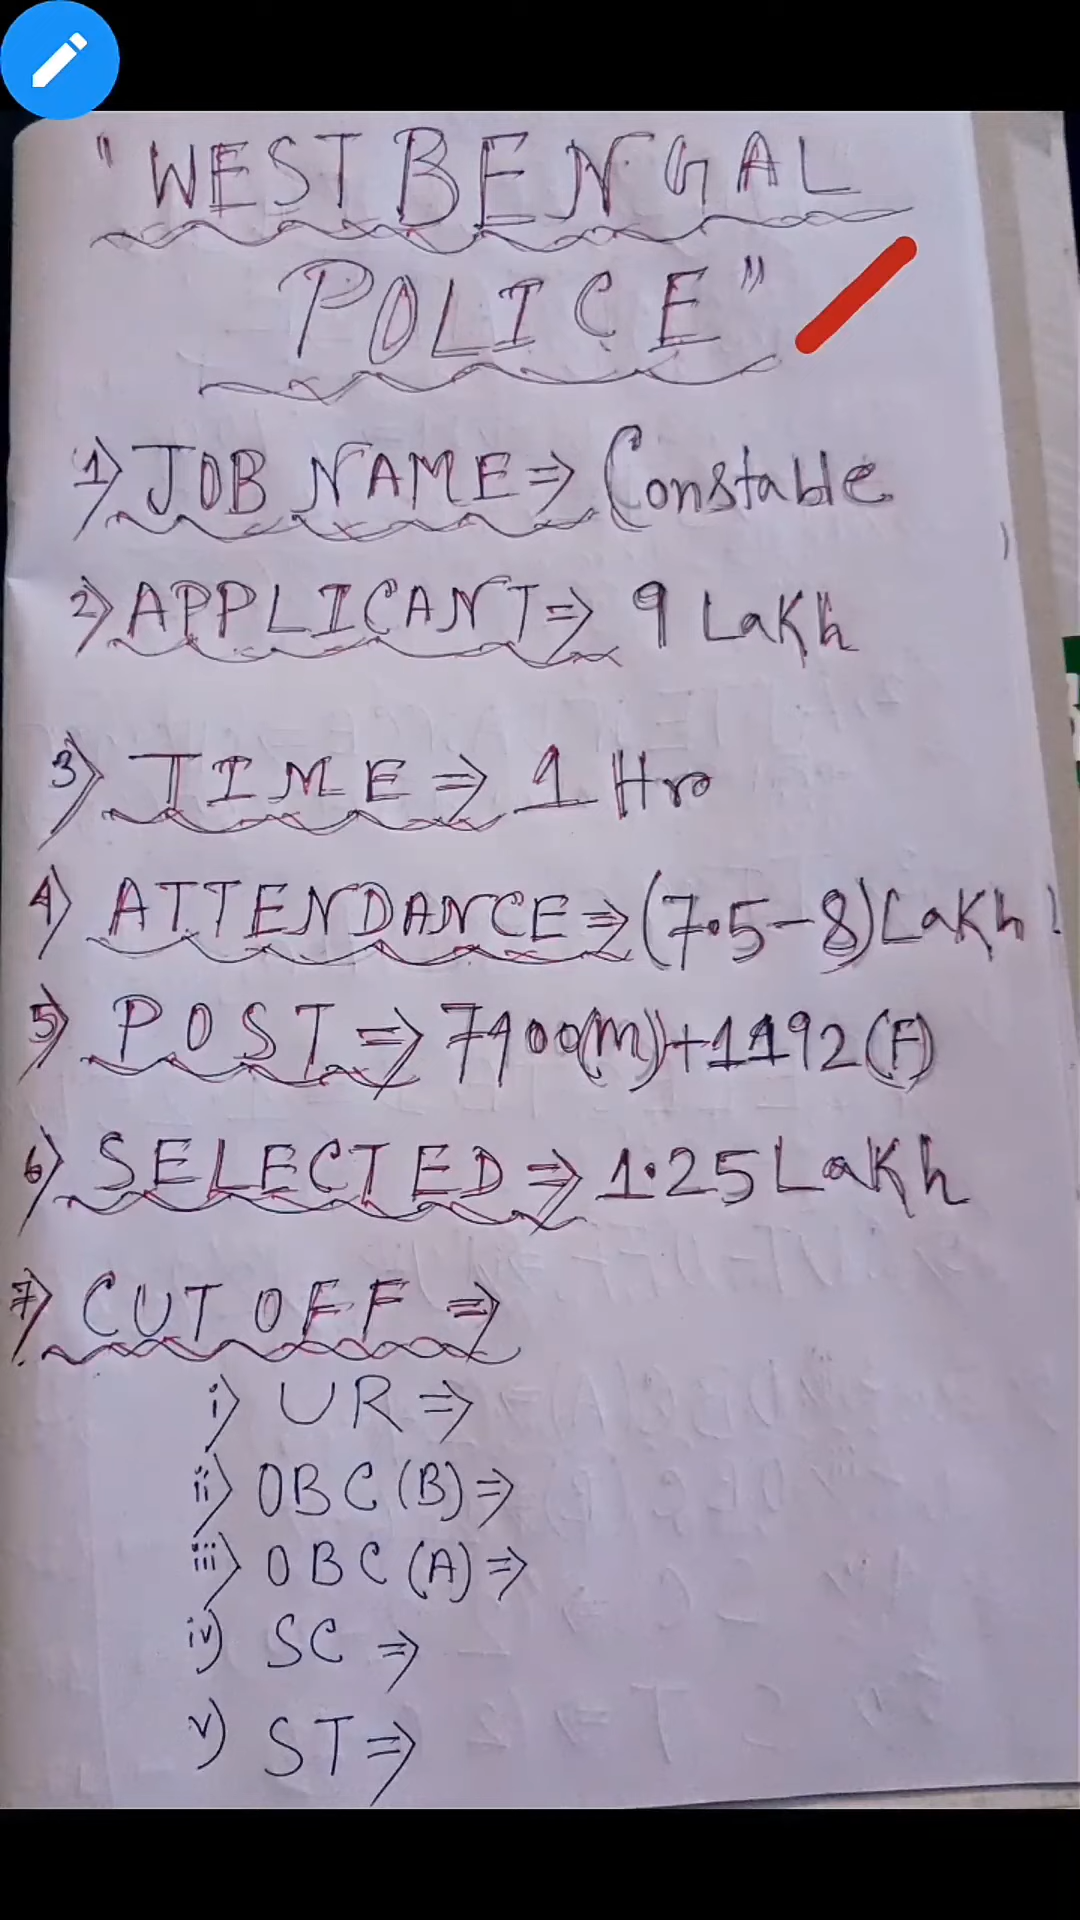 "WEST BENGAL
POLICE"
1) JOB NAME ⇒ Constable
2) APPLICANT ⇒ 9 Lakh
3) TIME ⇒ 1 Hr
4) ATTENDANCE ⇒ (7.5-8) Lakh
5) POST ⇒ 7400(M)+1192(F)
6) SELECTED ⇒ 1.25 Lakh
7) CUT OFF ⇒
i) UR ⇒
ii) OBC (B) ⇒
iii) OBC (A) ⇒
iv) SC ⇒
v) ST ⇒